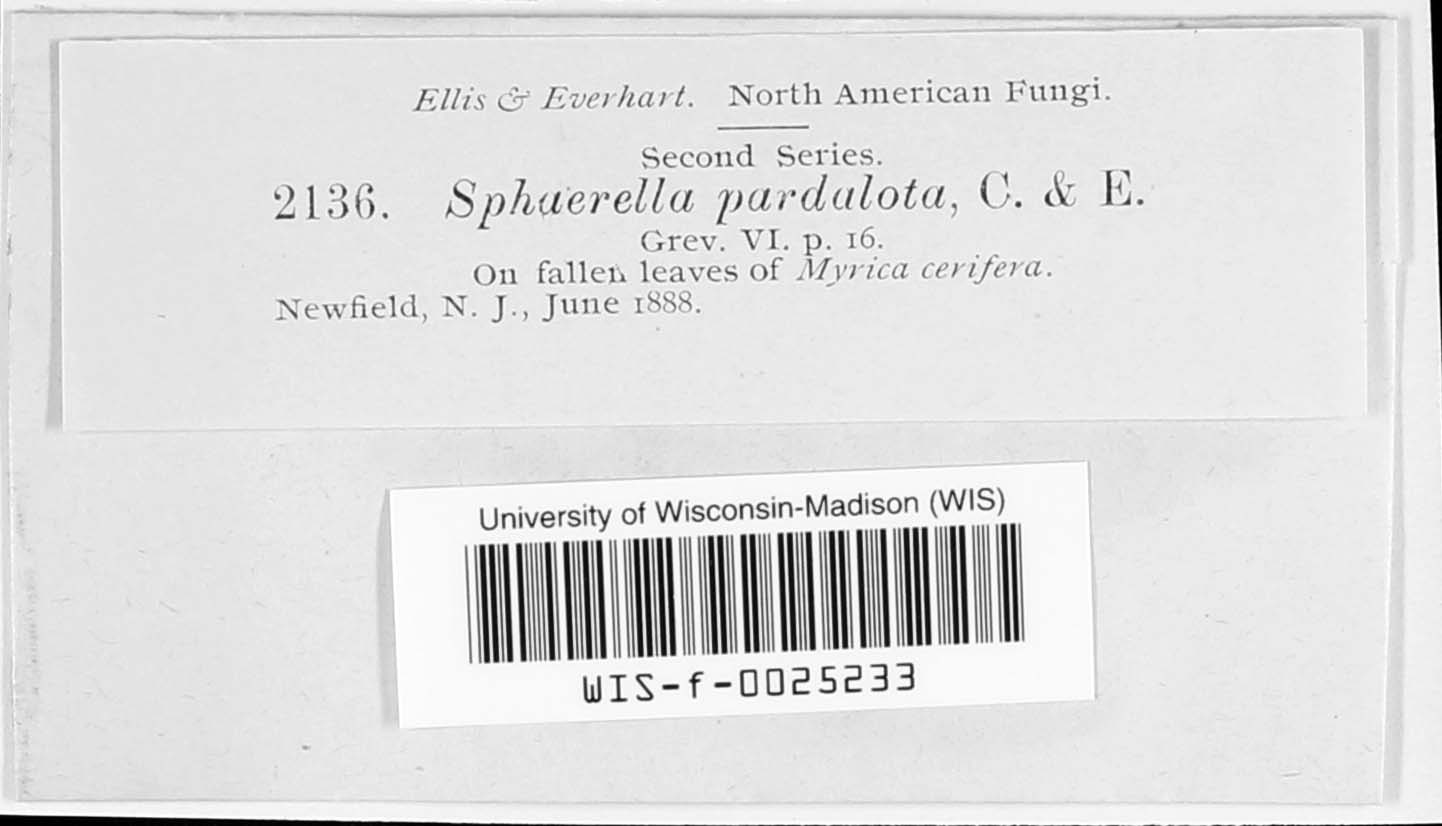 Ellis & Everhart. North American Fungi.
Second Series.
2136. Sphaerella pardalota, C. & E.
Grev. VI. p. 16.
On fallen leaves of Myrica cerifera.
Newfield, N. J., June 1888.
University of Wisconsin-Madison (WIS)
WIS-f-0025233